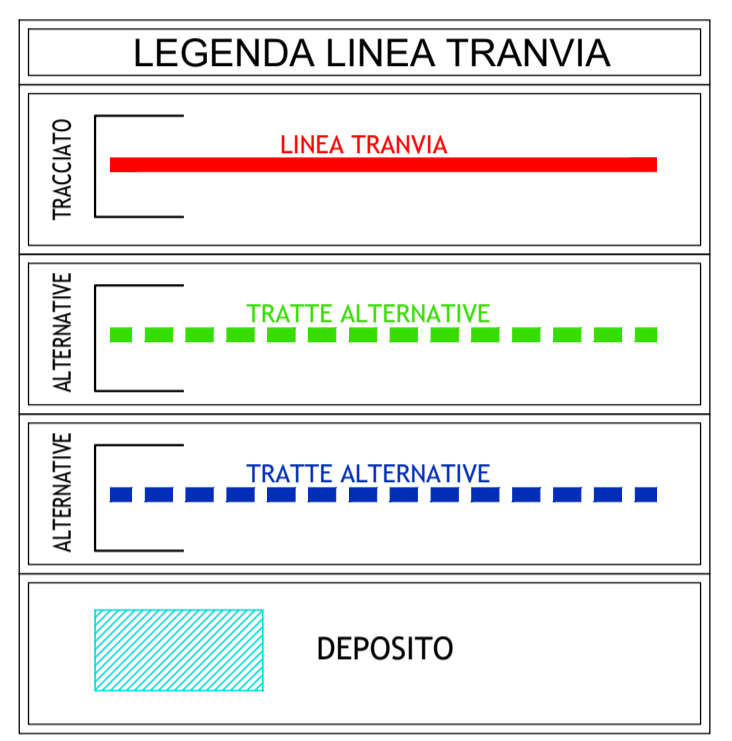 LEGENDA LINEA TRANVIA
TRACCIATO
LINEA TRANVIA
ALTERNATIVE
TRATTE ALTERNATIVE
ALTERNATIVE
TRATTE ALTERNATIVE
DEPOSITO